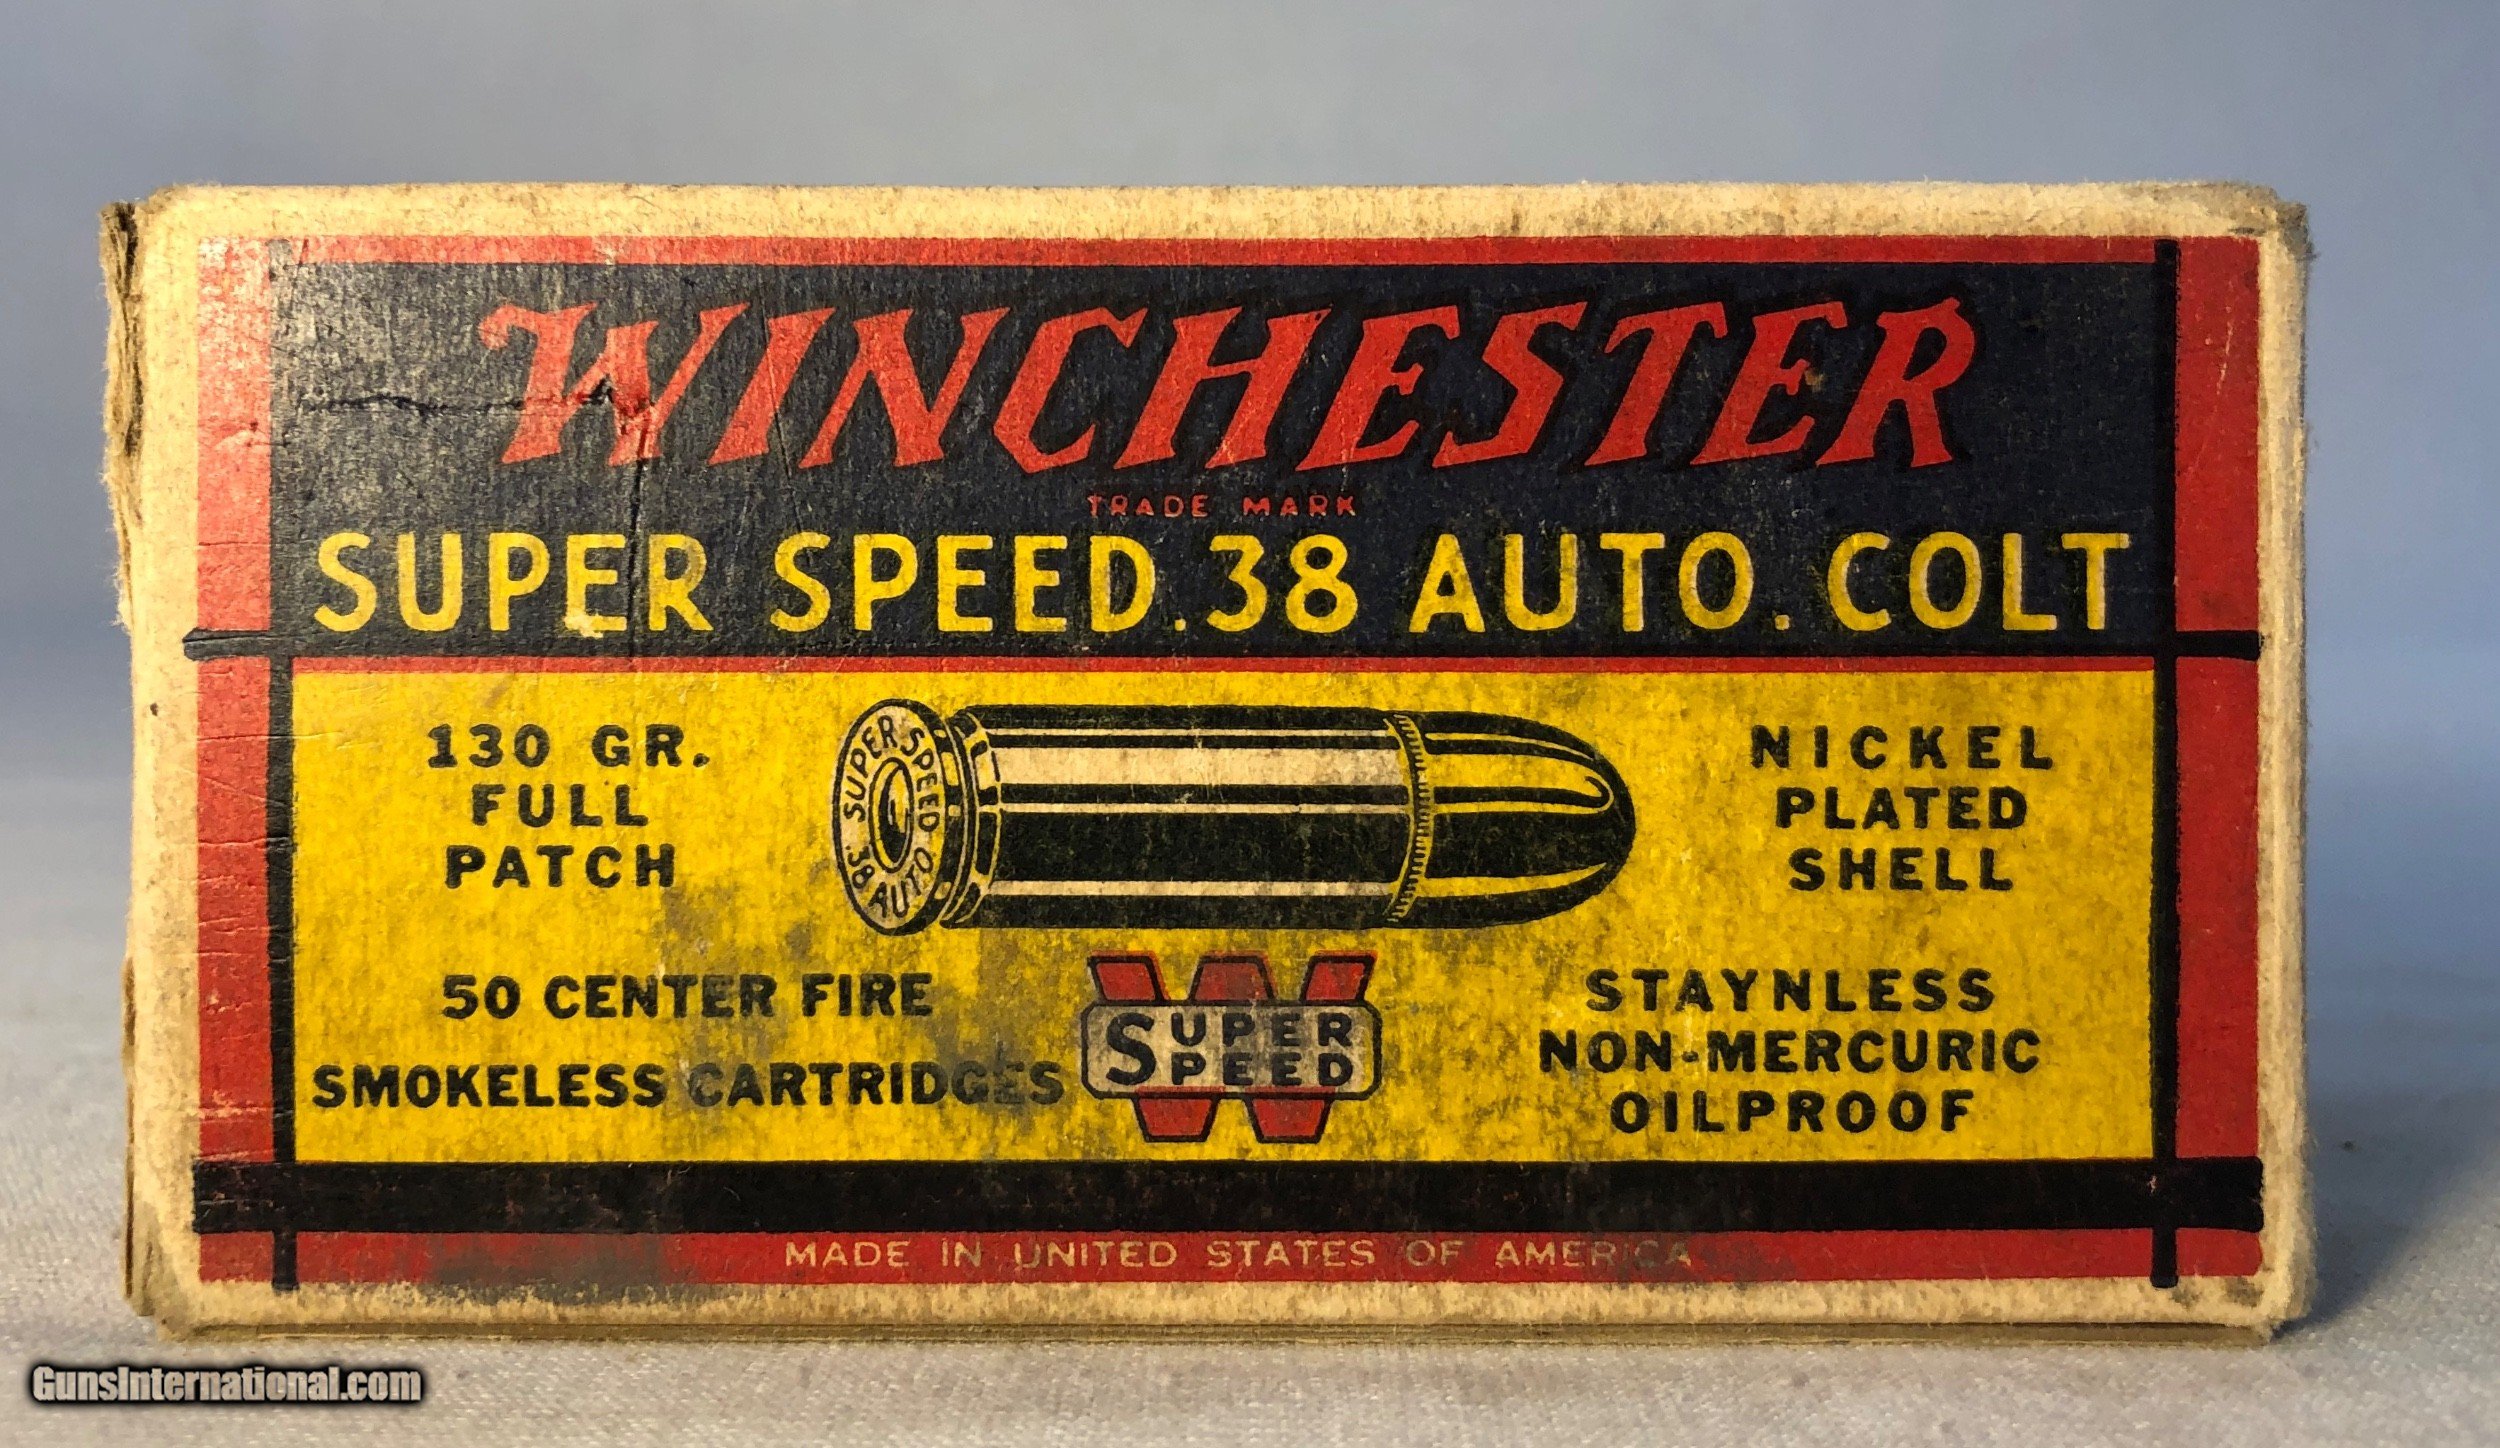 WINCHESTER
TRADE MARK
SUPER SPEED .38 AUTO. COLT
130 GR.
FULL
PATCH
SUPER SPEED
.38 AUTO
NICKEL
PLATED
SHELL
50 CENTER FIRE
SMOKELESS CARTRIDGES
W
SUPER
SPEED
STAYNLESS
NON-MERCURIC
OILPROOF
MADE IN UNITED STATES OF AMERICA
GunsInternational.com